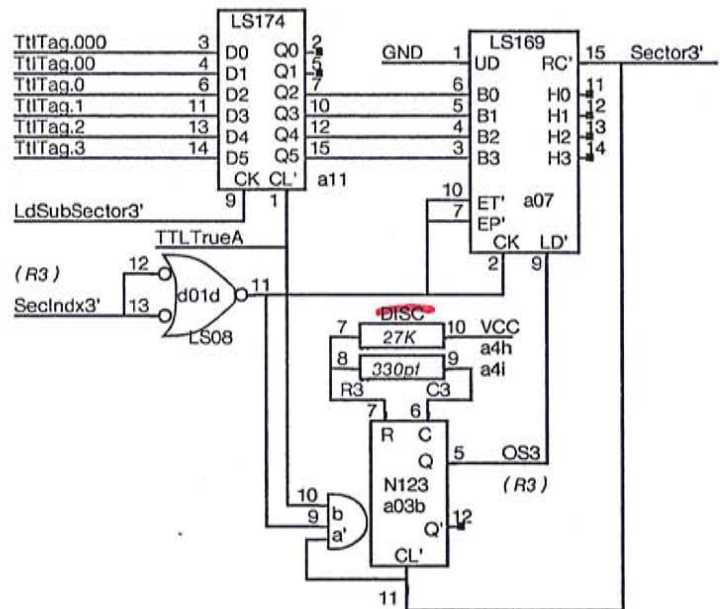 LS174
LS169
TtlTag.000 3 D0 Q0 2
GND 1 UD RC' 15 Sector3'
TtlTag.00 4 D1 Q1 5
TtlTag.0 6 D2 Q2 7 6 B0 H0 11
TtlTag.1 11 D3 Q3 10 5 B1 H1 12
TtlTag.2 13 D4 Q4 12 4 B2 H2 13
TtlTag.3 14 D5 Q5 15 3 B3 H3 14
CK CL' a11
9 1
10 ET' a07
7 EP'
LdSubSector3'
CK LD'
2 9
TTLTrueA
(R3) 12
d01d 11
SecIndx3' 13
LS08
DISC
7 27K 10 VCC
a4h
8 330pf 9 a4i
R3 C3
7 6
R C
Q 5 OS3
(R3)
N123
a03b
10 b
9 a'
Q' 12
CL'
11